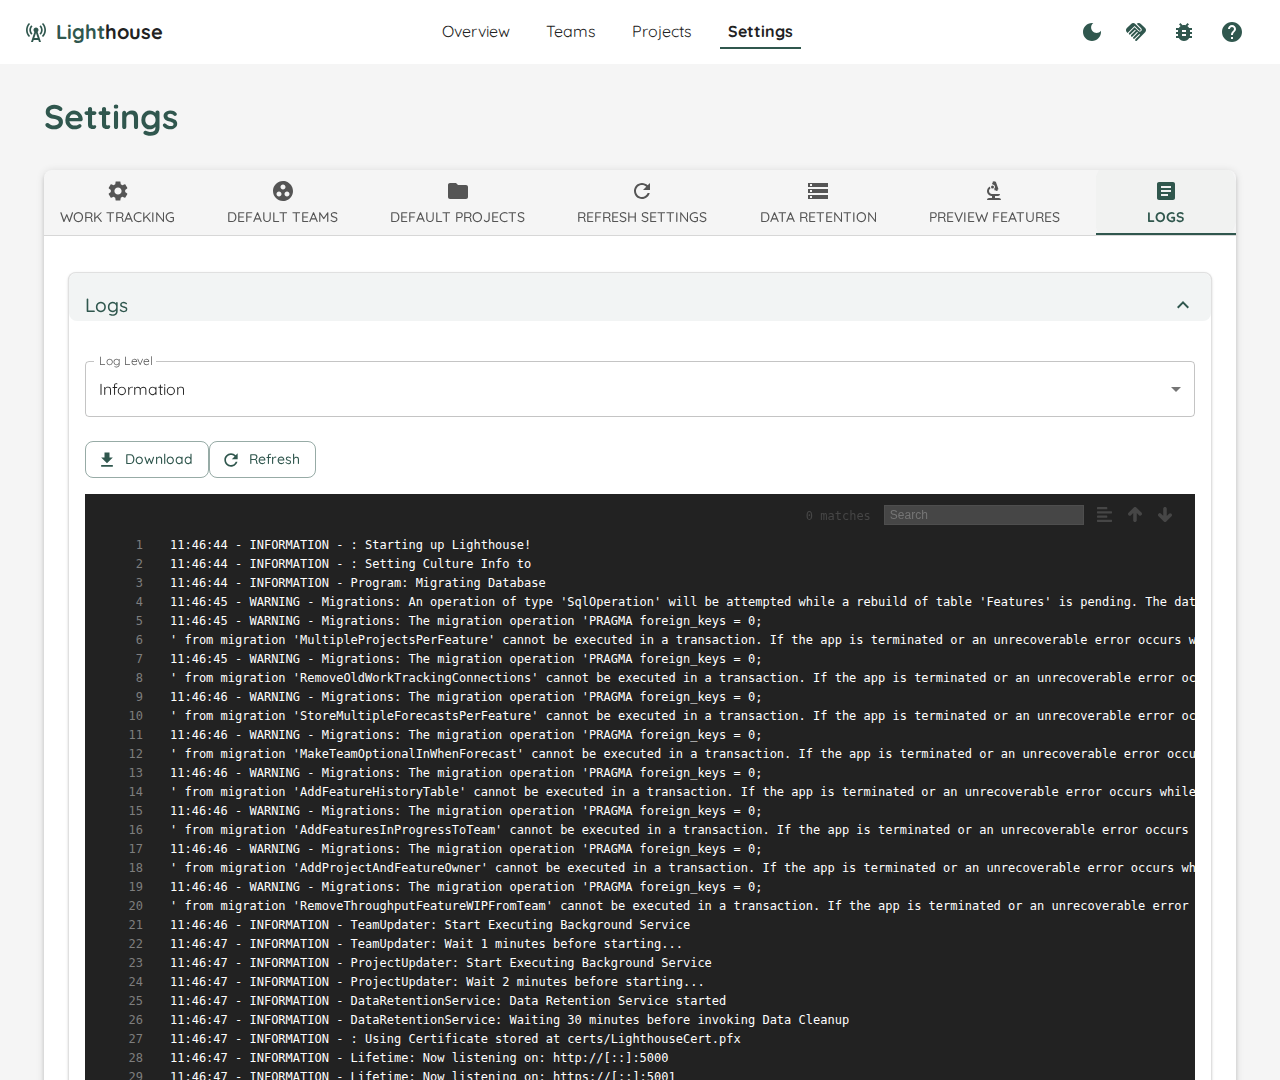 Lighthouse
Overview Teams Projects Settings
Settings
WORK TRACKING DEFAULT TEAMS DEFAULT PROJECTS REFRESH SETTINGS DATA RETENTION PREVIEW FEATURES LOGS
Logs
Log Level
Information
Download Refresh
0 matches Search
1 11:46:44 - INFORMATION - : Starting up Lighthouse!
2 11:46:44 - INFORMATION - : Setting Culture Info to
3 11:46:44 - INFORMATION - Program: Migrating Database
4 11:46:45 - WARNING - Migrations: An operation of type 'SqlOperation' will be attempted while a rebuild of table 'Features' is pending. The dat
5 11:46:45 - WARNING - Migrations: The migration operation 'PRAGMA foreign_keys = 0;
6 ' from migration 'MultipleProjectsPerFeature' cannot be executed in a transaction. If the app is terminated or an unrecoverable error occurs w
7 11:46:45 - WARNING - Migrations: The migration operation 'PRAGMA foreign_keys = 0;
8 ' from migration 'RemoveOldWorkTrackingConnections' cannot be executed in a transaction. If the app is terminated or an unrecoverable error oc
9 11:46:46 - WARNING - Migrations: The migration operation 'PRAGMA foreign_keys = 0;
10 ' from migration 'StoreMultipleForecastsPerFeature' cannot be executed in a transaction. If the app is terminated or an unrecoverable error oc
11 11:46:46 - WARNING - Migrations: The migration operation 'PRAGMA foreign_keys = 0;
12 ' from migration 'MakeTeamOptionalInWhenForecast' cannot be executed in a transaction. If the app is terminated or an unrecoverable error occu
13 11:46:46 - WARNING - Migrations: The migration operation 'PRAGMA foreign_keys = 0;
14 ' from migration 'AddFeatureHistoryTable' cannot be executed in a transaction. If the app is terminated or an unrecoverable error occurs while
15 11:46:46 - WARNING - Migrations: The migration operation 'PRAGMA foreign_keys = 0;
16 ' from migration 'AddFeaturesInProgressToTeam' cannot be executed in a transaction. If the app is terminated or an unrecoverable error occurs
17 11:46:46 - WARNING - Migrations: The migration operation 'PRAGMA foreign_keys = 0;
18 ' from migration 'AddProjectAndFeatureOwner' cannot be executed in a transaction. If the app is terminated or an unrecoverable error occurs wh
19 11:46:46 - WARNING - Migrations: The migration operation 'PRAGMA foreign_keys = 0;
20 ' from migration 'RemoveThroughputFeatureWIPFromTeam' cannot be executed in a transaction. If the app is terminated or an unrecoverable error
21 11:46:46 - INFORMATION - TeamUpdater: Start Executing Background Service
22 11:46:47 - INFORMATION - TeamUpdater: Wait 1 minutes before starting...
23 11:46:47 - INFORMATION - ProjectUpdater: Start Executing Background Service
24 11:46:47 - INFORMATION - ProjectUpdater: Wait 2 minutes before starting...
25 11:46:47 - INFORMATION - DataRetentionService: Data Retention Service started
26 11:46:47 - INFORMATION - DataRetentionService: Waiting 30 minutes before invoking Data Cleanup
27 11:46:47 - INFORMATION - : Using Certificate stored at certs/LighthouseCert.pfx
28 11:46:47 - INFORMATION - Lifetime: Now listening on: http://[::]:5000
29 11:46:47 - INFORMATION - Lifetime: Now listening on: https://[::]:5001